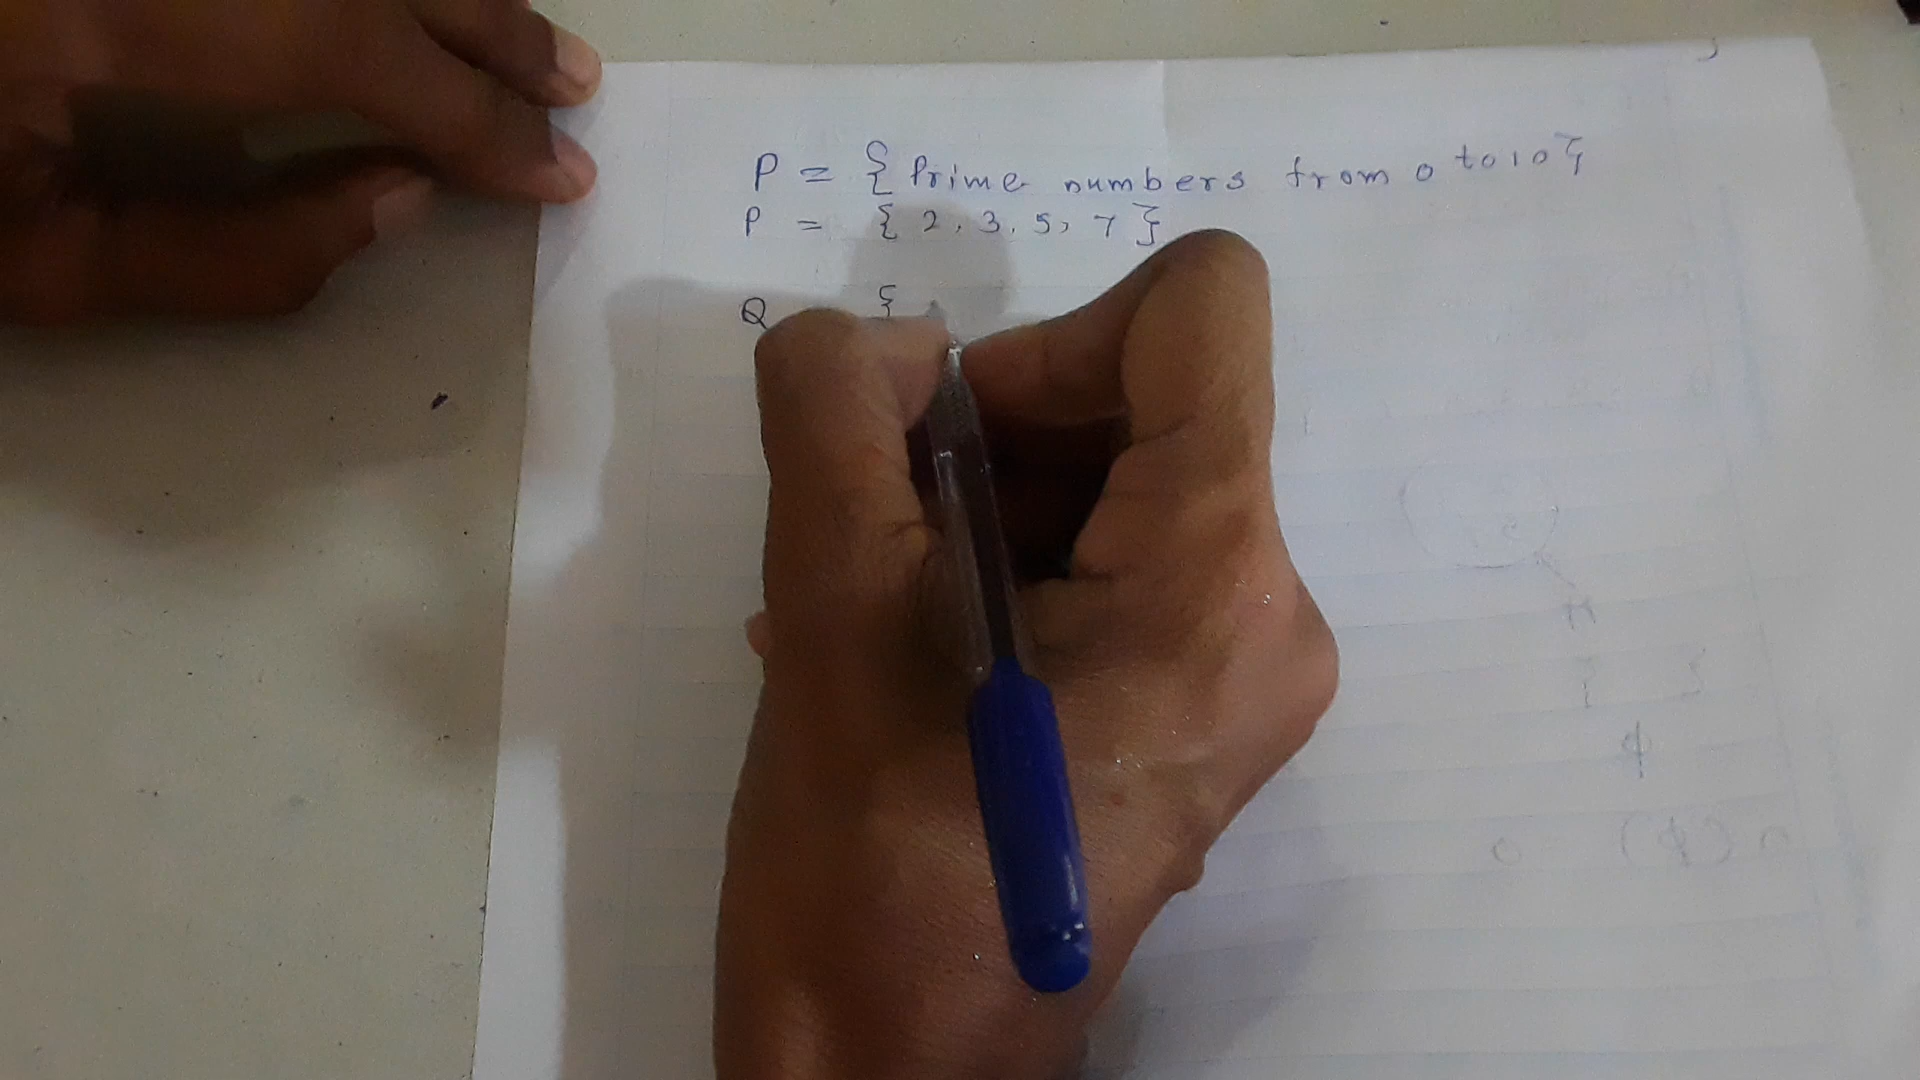 P = { Prime numbers from 0 to 10 }
P = { 2, 3, 5, 7 }
Q {